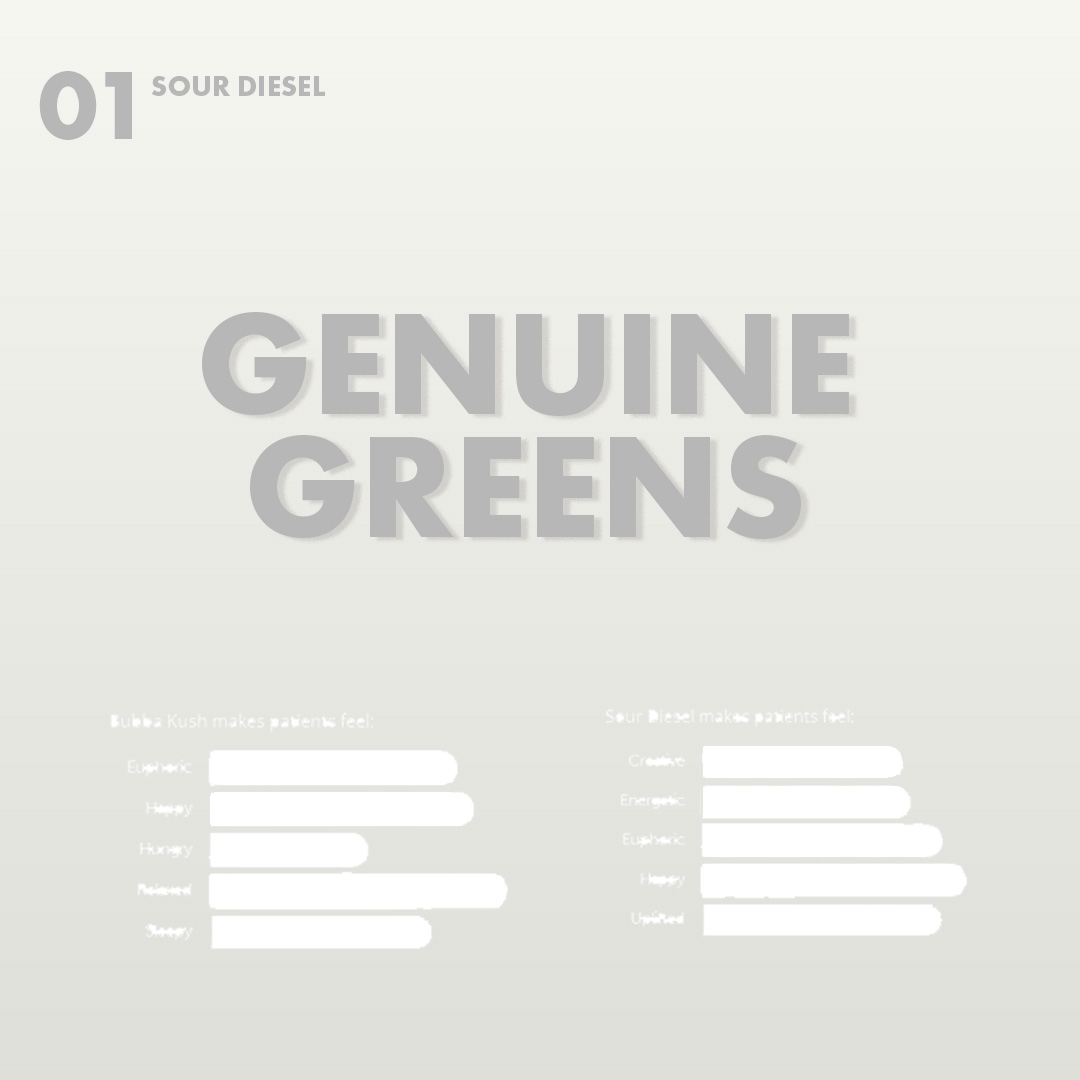 01 SOUR DIESEL
GENUINE
GREENS
Bubba Kush makes patients feel:
Euphoric
Happy
Hungry
Relaxed
Sleepy
Sour Diesel makes patients feel:
Creative
Energetic
Euphoric
Happy
Uplifted